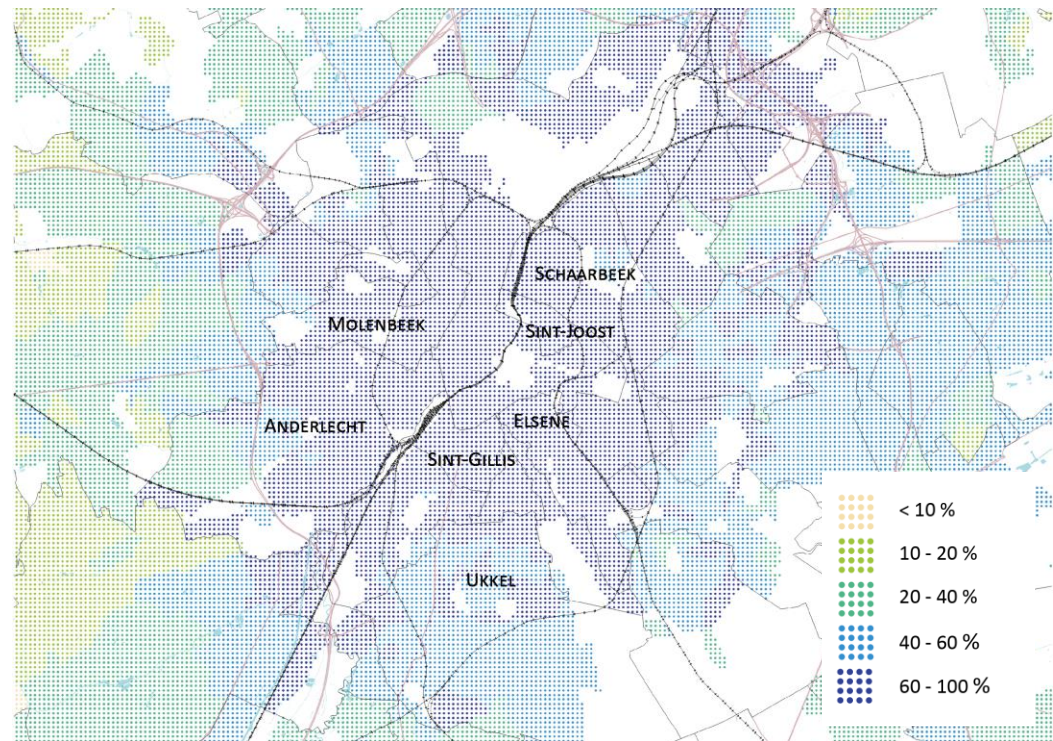 SCHAARBEEK
MOLENBEEK
SINT-JOOST
ELSENE
ANDERLECHT
SINT-GILLIS
UKKEL
< 10 %
10 - 20 %
20 - 40 %
40 - 60 %
60 - 100 %